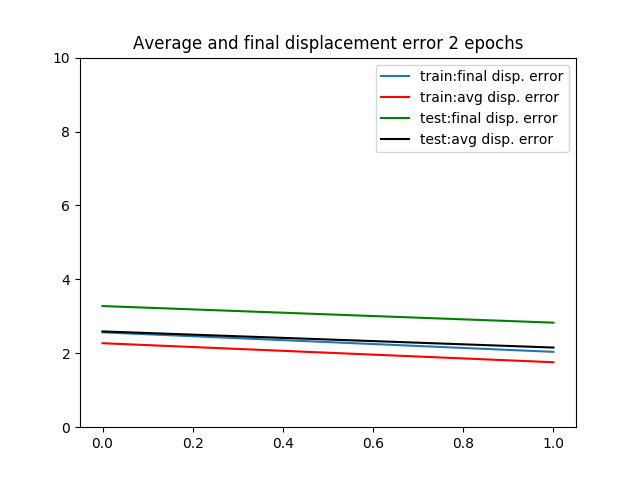 Average and final displacement error 2 epochs
train:final disp. error
train:avg disp. error
test:final disp. error
test:avg disp. error
10
8
6
4
2
0
0.0 0.2 0.4 0.6 0.8 1.0